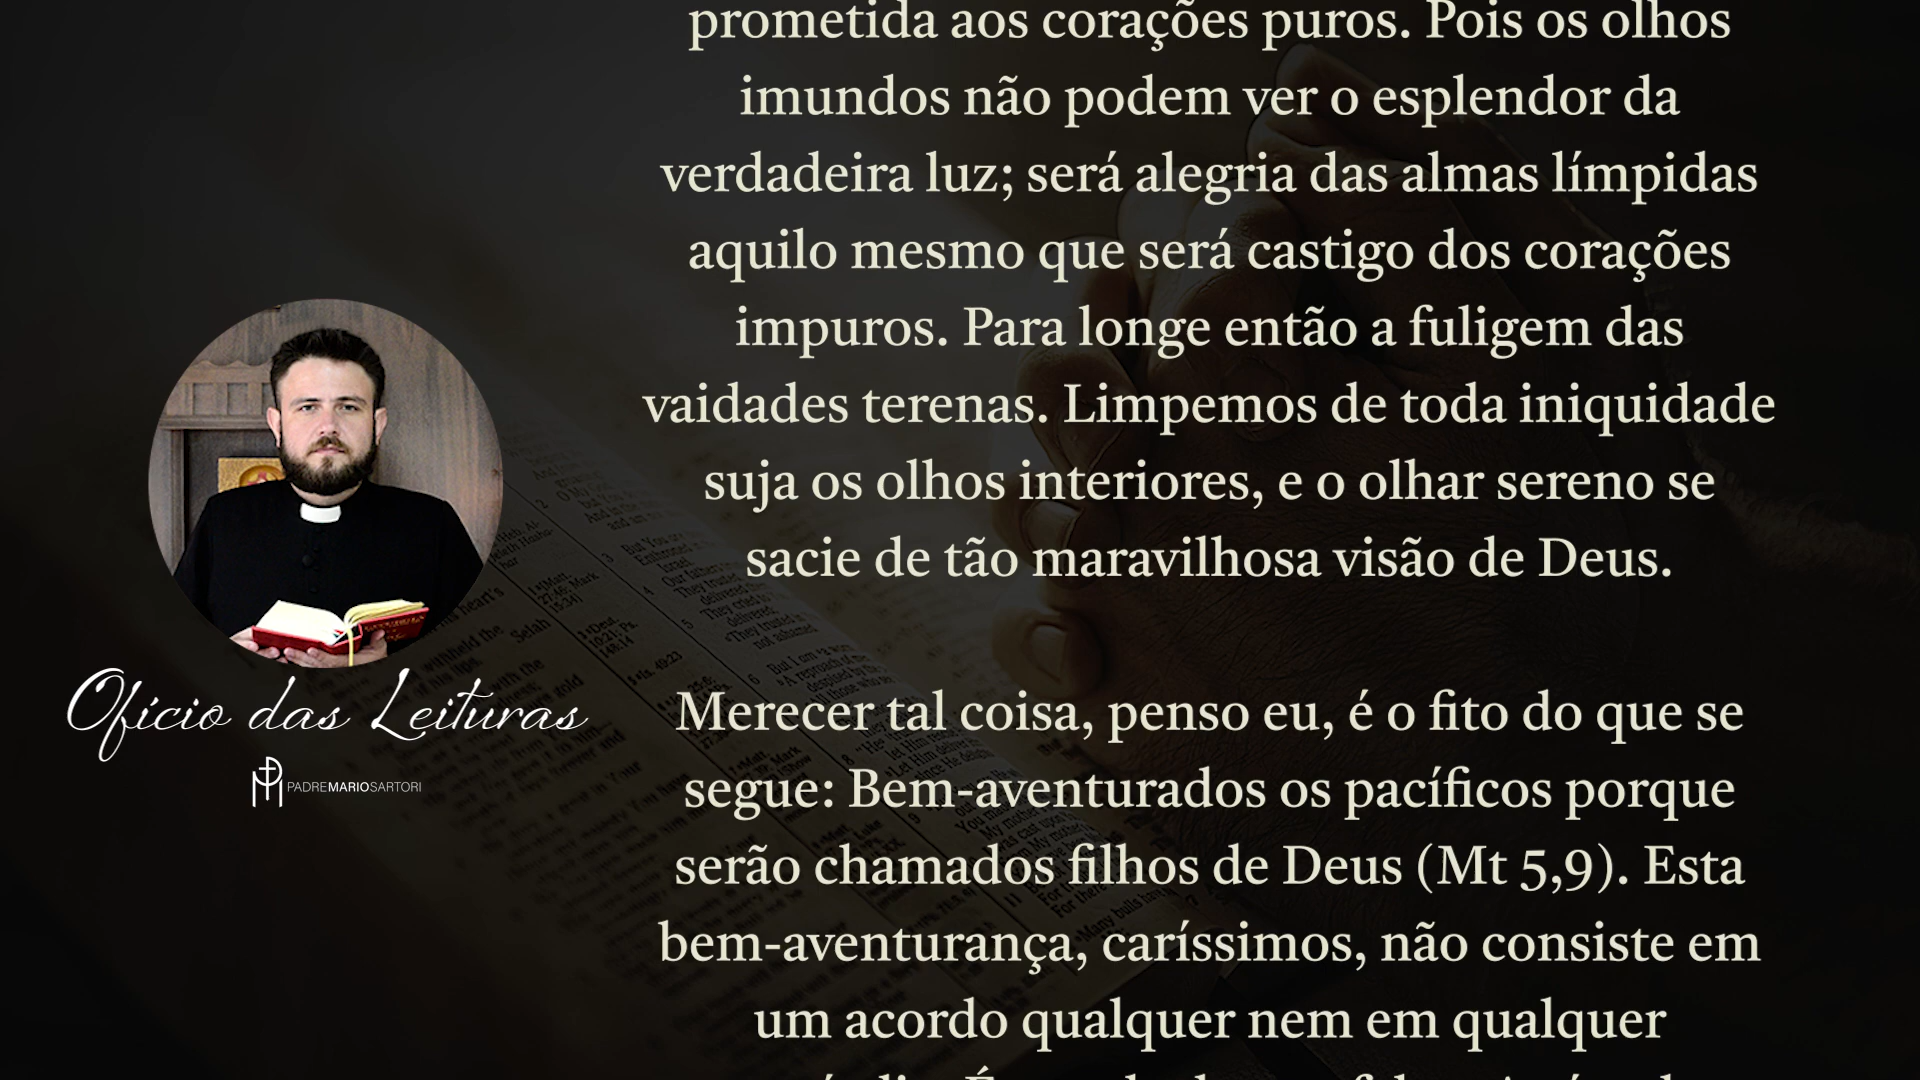 prometida aos corações puros. Pois os olhos
imundos não podem ver o esplendor da
verdadeira luz; será alegria das almas límpidas
aquilo mesmo que será castigo dos corações
impuros. Para longe então a fuligem das
vaidades terenas. Limpemos de toda iniquidade
suja os olhos interiores, e o olhar sereno se
sacie de tão maravilhosa visão de Deus.
Merecer tal coisa, penso eu, é o fito do que se
segue: Bem-aventurados os pacíficos porque
serão chamados filhos de Deus (Mt 5,9). Esta
bem-aventurança, caríssimos, não consiste em
um acordo qualquer nem em qualquer
Ofício das Leituras
PADREMARIOSARTORI